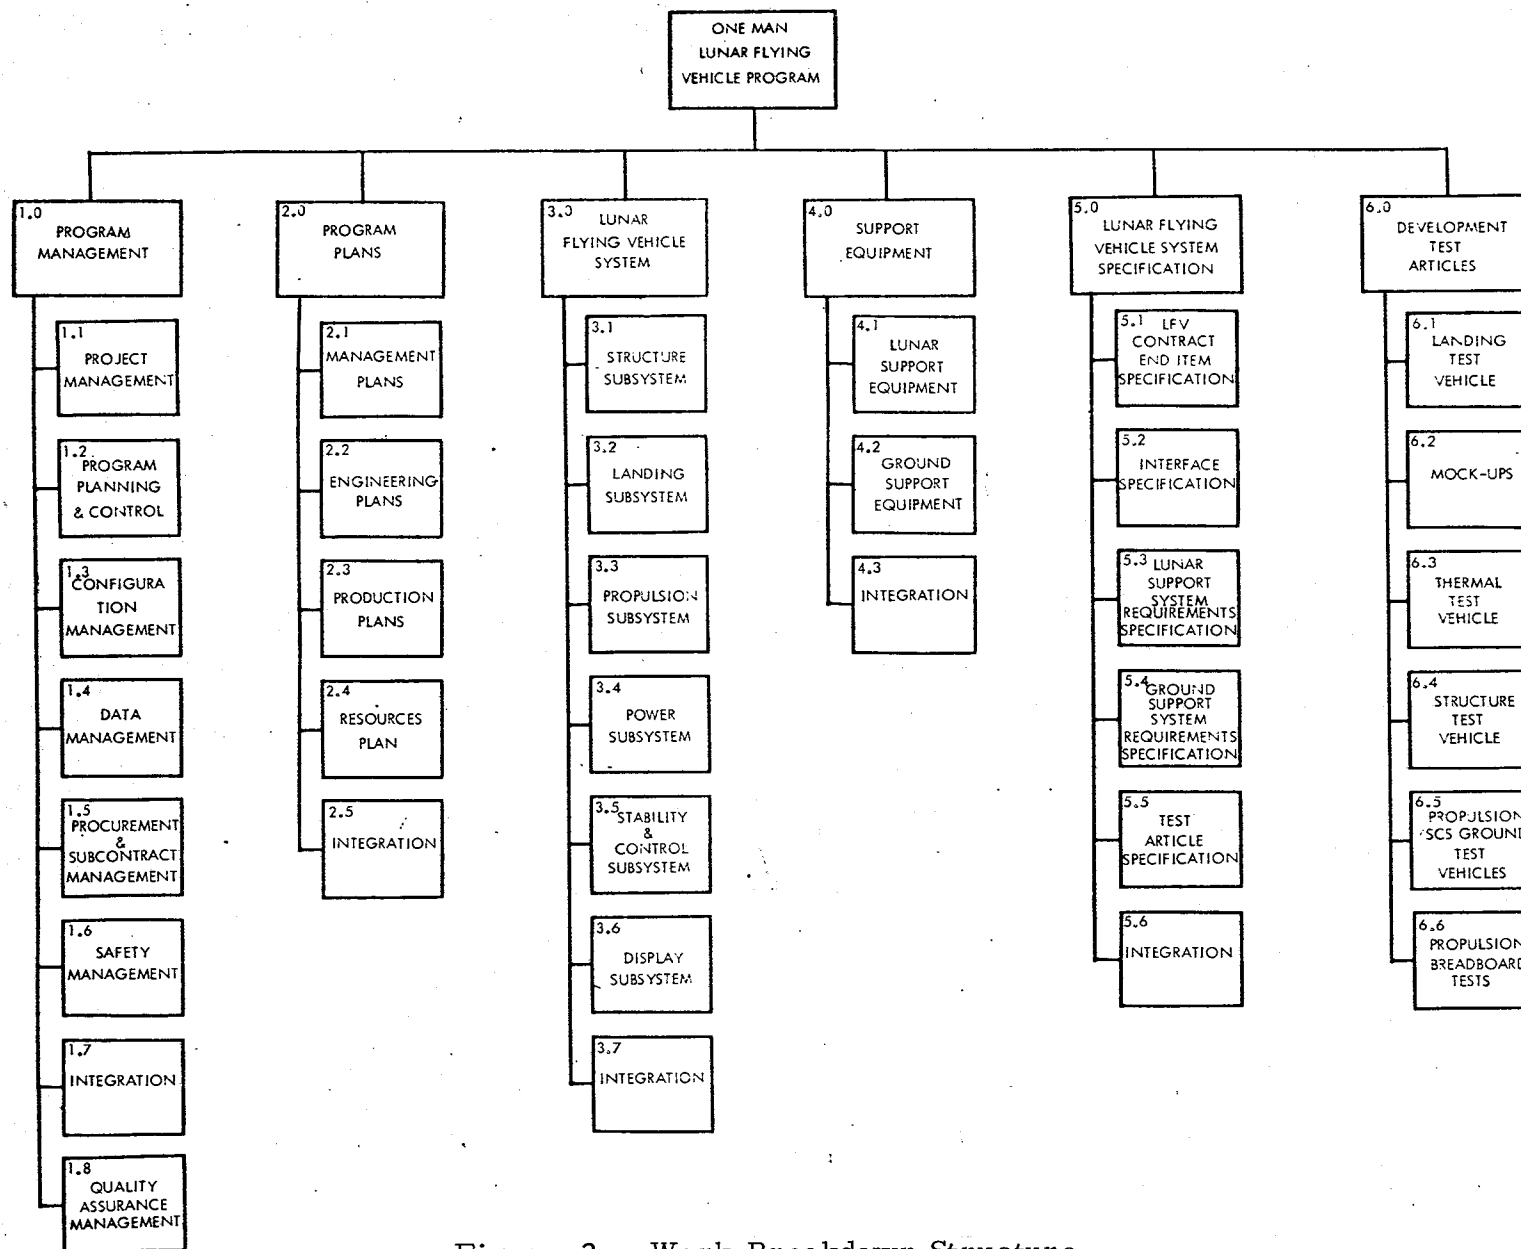 ONE MAN
LUNAR FLYING
VEHICLE PROGRAM
1.0
PROGRAM
MANAGEMENT
1.1
PROJECT
MANAGEMENT
1.2
PROGRAM
PLANNING
& CONTROL
1.3
CONFIGURA
TION
MANAGEMENT
1.4
DATA
MANAGEMENT
1.5
PROCUREMENT
&
SUBCONTRACT
MANAGEMENT
1.6
SAFETY
MANAGEMENT
1.7
INTEGRATION
1.8
QUALITY
ASSURANCE
MANAGEMENT
2.0
PROGRAM
PLANS
2.1
MANAGEMENT
PLANS
2.2
ENGINEERING
PLANS
2.3
PRODUCTION
PLANS
2.4
RESOURCES
PLAN
2.5
INTEGRATION
3.0
LUNAR
FLYING VEHICLE
SYSTEM
3.1
STRUCTURE
SUBSYSTEM
3.2
LANDING
SUBSYSTEM
3.3
PROPULSION
SUBSYSTEM
3.4
POWER
SUBSYSTEM
3.5
STABILITY
&
CONTROL
SUBSYSTEM
3.6
DISPLAY
SUBSYSTEM
3.7
INTEGRATION
4.0
SUPPORT
EQUIPMENT
4.1
LUNAR
SUPPORT
EQUIPMENT
4.2
GROUND
SUPPORT
EQUIPMENT
4.3
INTEGRATION
5.0
LUNAR FLYING
VEHICLE SYSTEM
SPECIFICATION
5.1
LFV
CONTRACT
END ITEM
SPECIFICATION
5.2
INTERFACE
SPECIFICATION
5.3
LUNAR
SUPPORT
SYSTEM
REQUIREMENTS
SPECIFICATION
5.4
GROUND
SUPPORT
SYSTEM
REQUIREMENTS
SPECIFICATION
5.5
TEST
ARTICLE
SPECIFICATION
5.6
INTEGRATION
6.0
DEVELOPMENT
TEST
ARTICLES
6.1
LANDING
TEST
VEHICLE
6.2
MOCK-UPS
6.3
THERMAL
TEST
VEHICLE
6.4
STRUCTURE
TEST
VEHICLE
6.5
PROPULSION
SCS GROUND
TEST
VEHICLES
6.6
PROPULSION
BREADBOARD
TESTS
Work Breakdown Structure